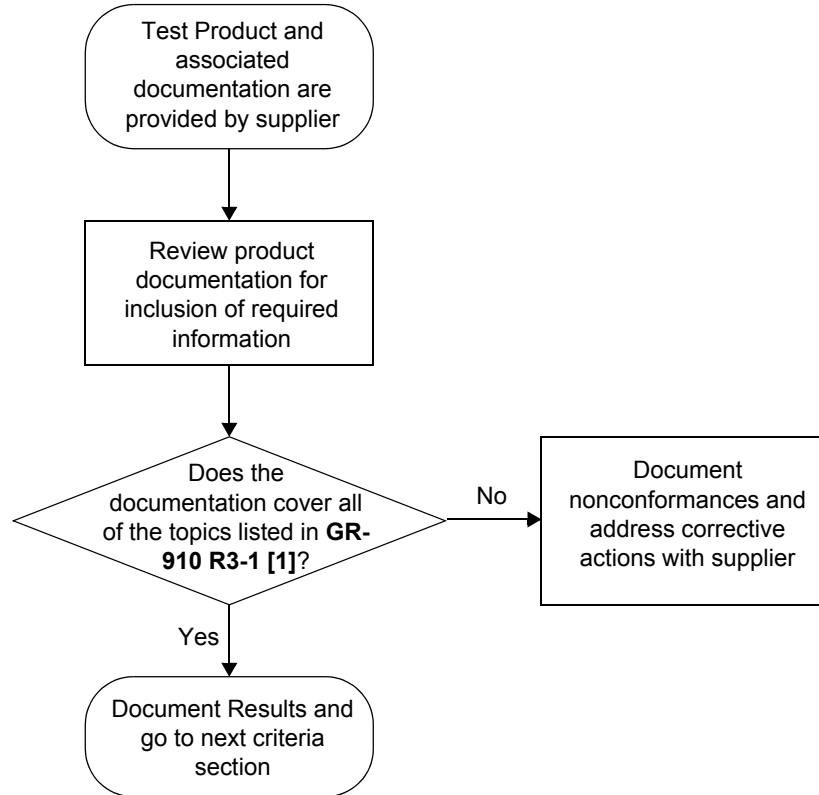 Test Product and
associated
documentation are
provided by supplier
Review product
documentation for
inclusion of required
information
Does the
documentation cover all
of the topics listed in GR-
910 R3-1 [1]?
No
Document
nonconformances and
address corrective
actions with supplier
Yes
Document Results and
go to next criteria
section